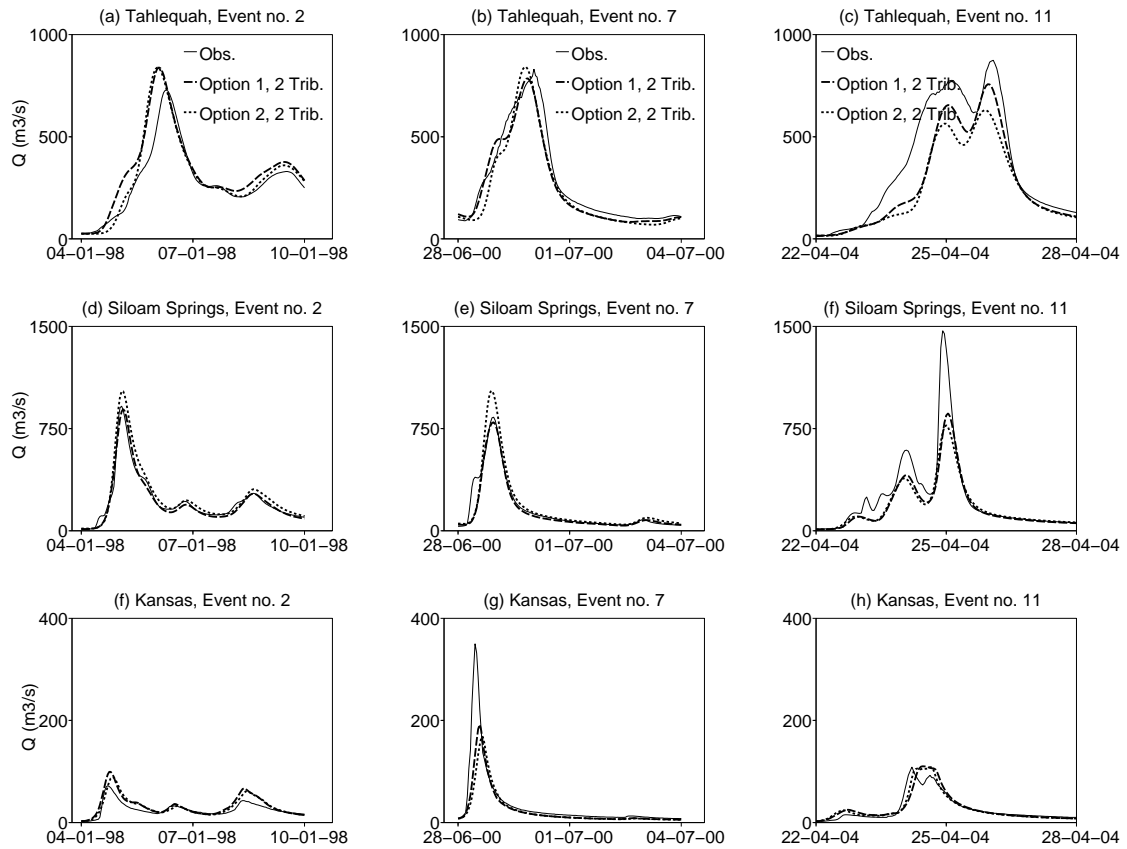 (a) Tahlequah, Event no. 2
(b) Tahlequah, Event no. 7
(c) Tahlequah, Event no. 11
1000
500
0
Q (m3/s)
Obs.
Option 1, 2 Trib.
Option 2, 2 Trib.
04−01−98
07−01−98
10−01−98
1000
500
0
Obs.
Option 1, 2 Trib.
Option 2, 2 Trib.
28−06−00
01−07−00
04−07−00
1000
500
0
Obs.
Option 1, 2 Trib.
Option 2, 2 Trib.
22−04−04
25−04−04
28−04−04
(d) Siloam Springs, Event no. 2
(e) Siloam Springs, Event no. 7
(f) Siloam Springs, Event no. 11
1500
750
0
Q (m3/s)
04−01−98
07−01−98
10−01−98
1500
750
0
28−06−00
01−07−00
04−07−00
1500
750
0
22−04−04
25−04−04
28−04−04
(f) Kansas, Event no. 2
(g) Kansas, Event no. 7
(h) Kansas, Event no. 11
400
200
0
Q (m3/s)
04−01−98
07−01−98
10−01−98
400
200
0
28−06−00
01−07−00
04−07−00
400
200
0
22−04−04
25−04−04
28−04−04